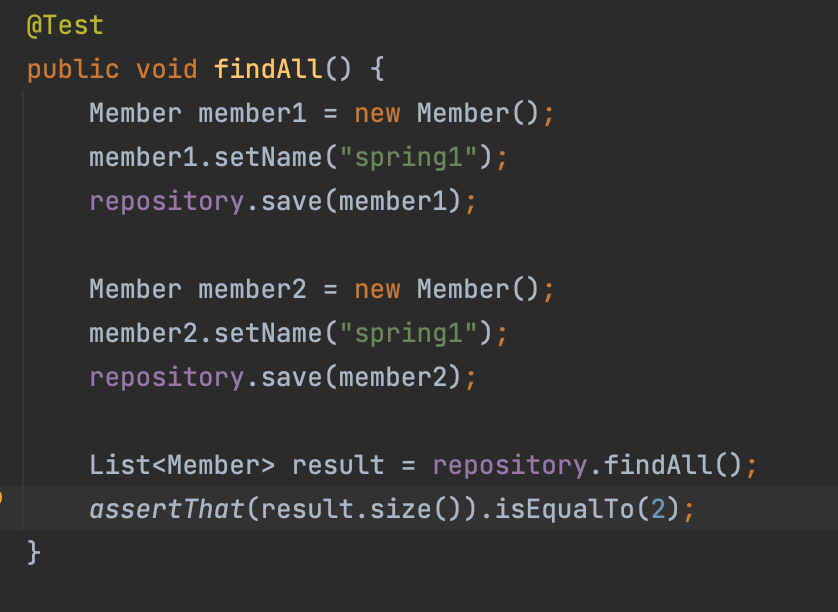 @Test
public void findAll() {
    Member member1 = new Member();
    member1.setName("spring1");
    repository.save(member1);

    Member member2 = new Member();
    member2.setName("spring1");
    repository.save(member2);

    List<Member> result = repository.findAll();
    assertThat(result.size()).isEqualTo(2);
}